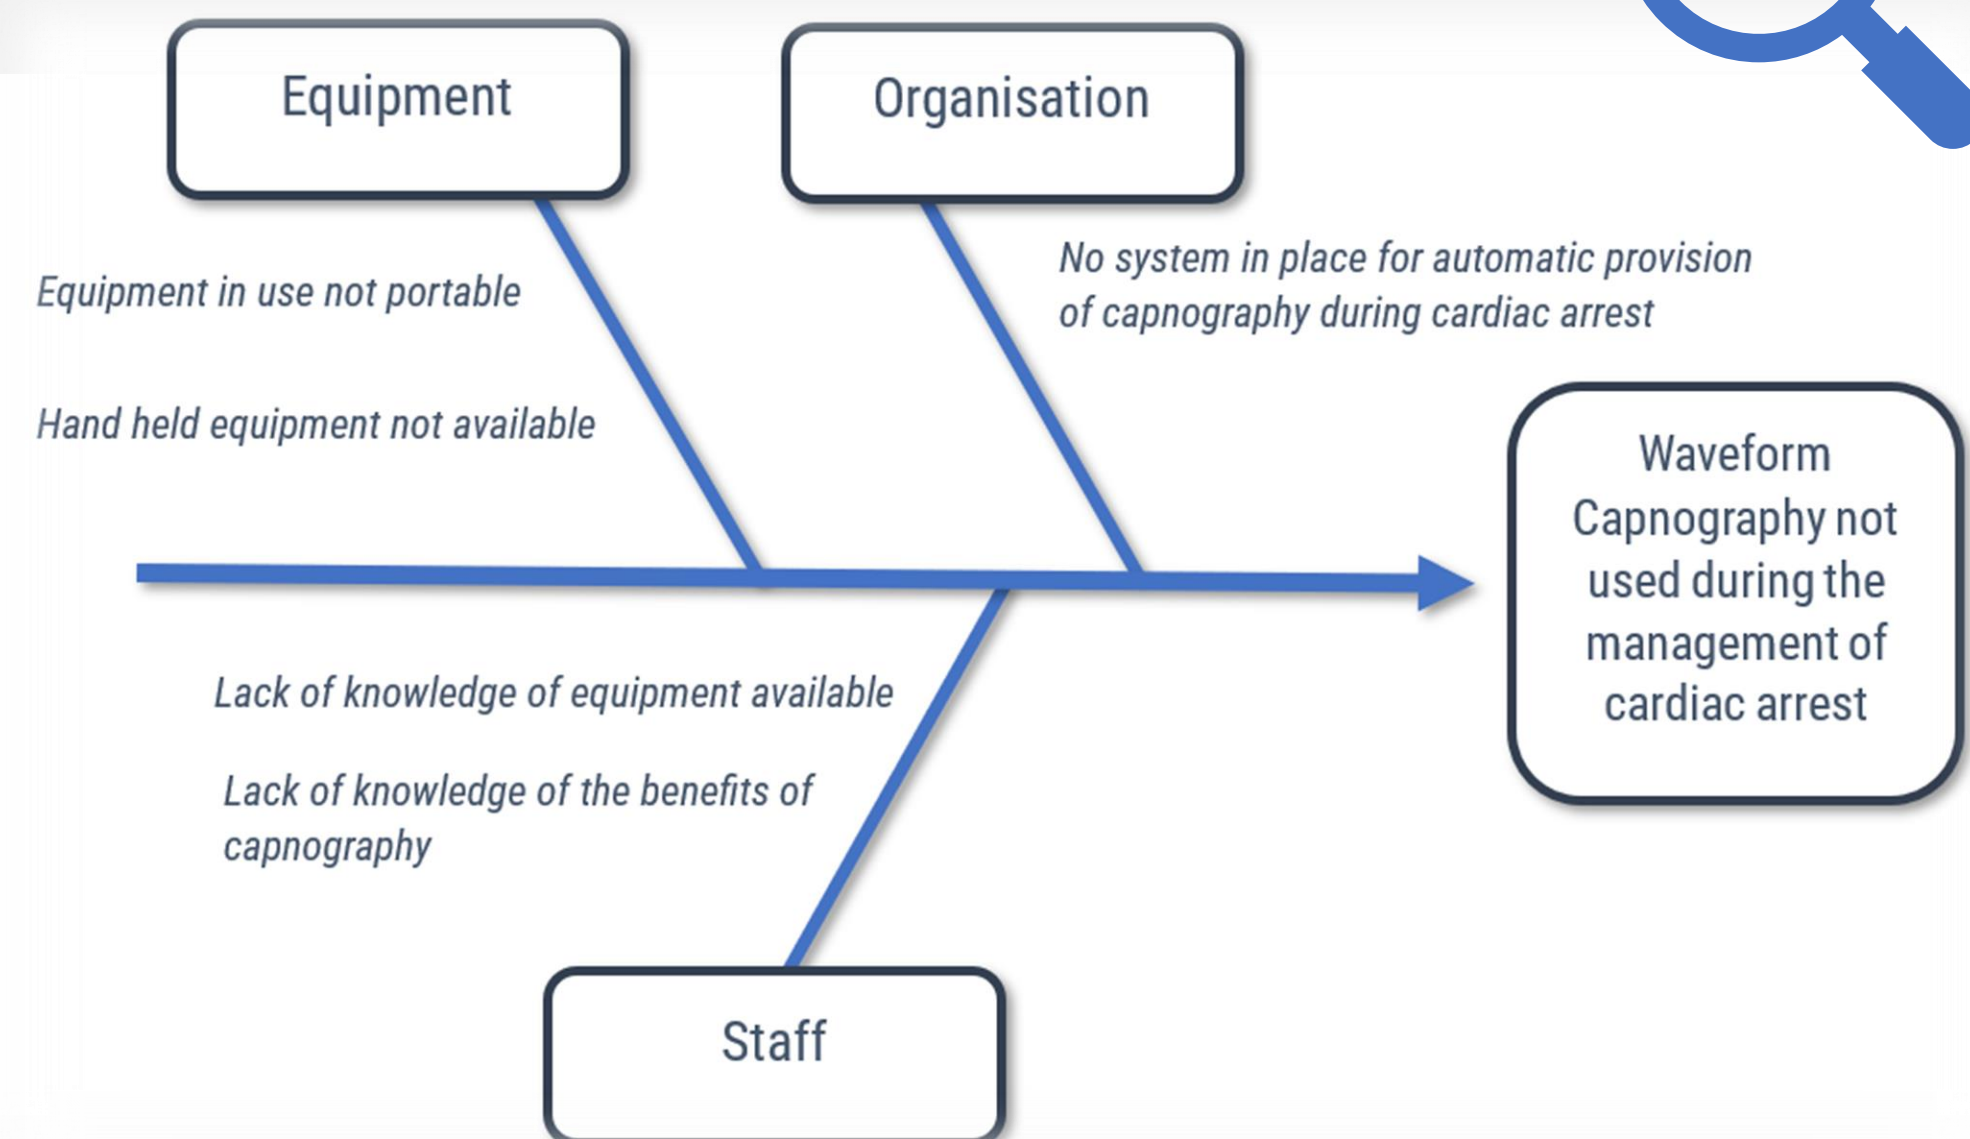 Equipment
Organisation
Equipment in use not portable
Hand held equipment not available
No system in place for automatic provision
of capnography during cardiac arrest
Waveform
Capnography not
used during the
management of
cardiac arrest
Lack of knowledge of equipment available
Lack of knowledge of the benefits of
capnography
Staff